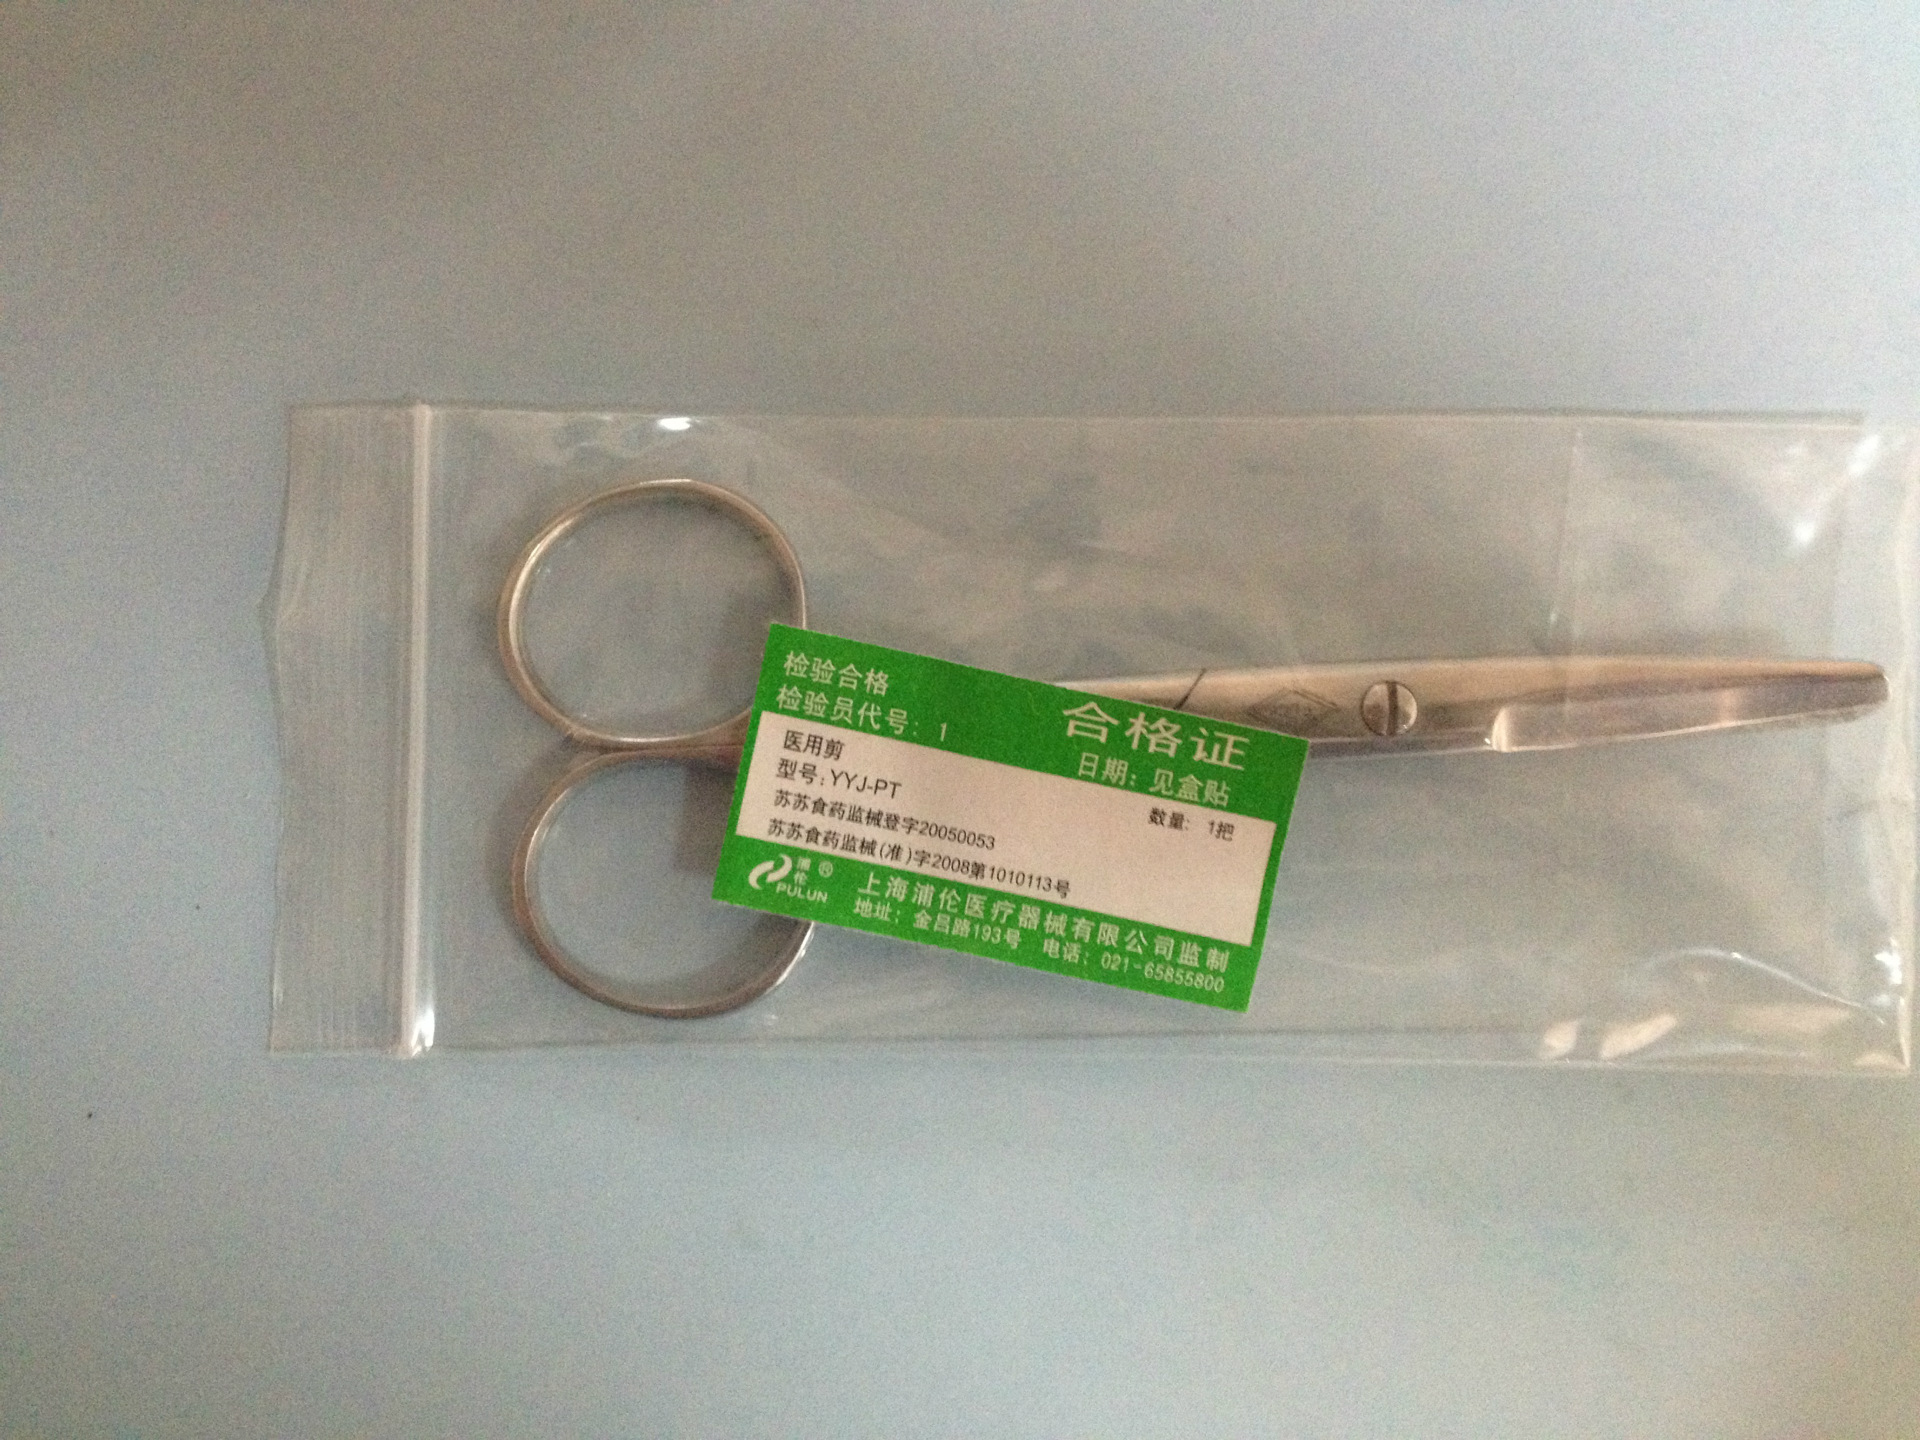 检验合格
检验员代号：1
合格证
日期：见盒贴
医用剪
型号：YYJ-PT
数量：1把
苏苏食药监械登字20050053
苏苏食药监械(准)字2008第1010113号
浦伦®
PULUN
上海浦伦医疗器械有限公司监制
地址：金吕路193号 电话：021-65855800